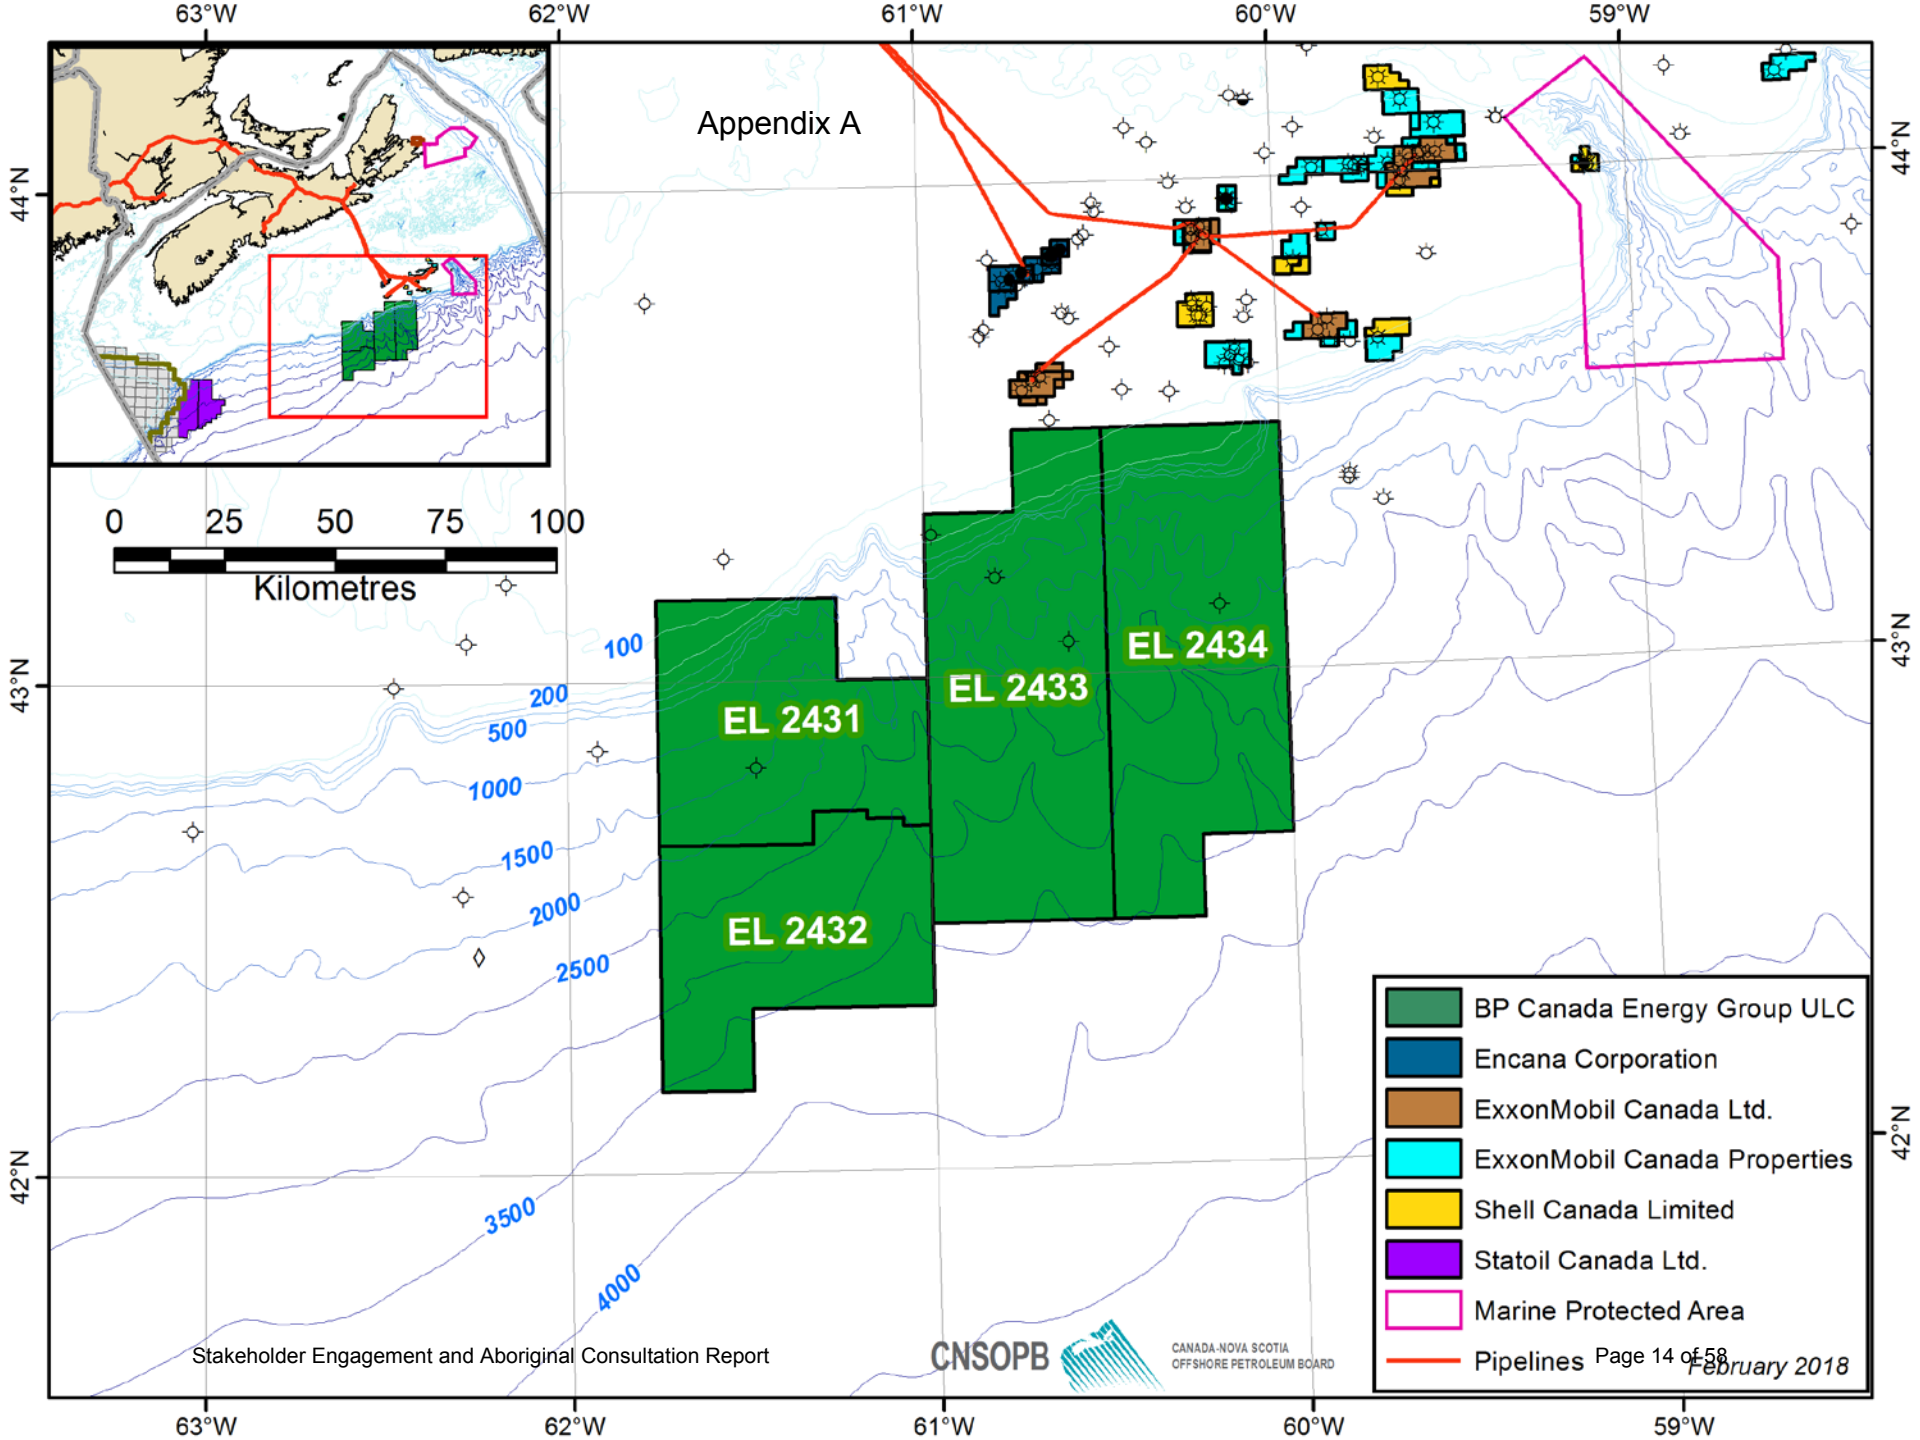 63°W
62°W
61°W
60°W
59°W
Appendix A
44°N
44°N
0 25 50 75 100
Kilometres
43°N
43°N
100
200
500
1000
1500
2000
2500
3500
4000
EL 2431
EL 2432
EL 2433
EL 2434
BP Canada Energy Group ULC
Encana Corporation
ExxonMobil Canada Ltd.
ExxonMobil Canada Properties
Shell Canada Limited
Statoil Canada Ltd.
Marine Protected Area
Pipelines
42°N
42°N
Stakeholder Engagement and Aboriginal Consultation Report
CNSOPB
CANADA-NOVA SCOTIA
OFFSHORE PETROLEUM BOARD
Page 14 of 58
February 2018
63°W
62°W
61°W
60°W
59°W